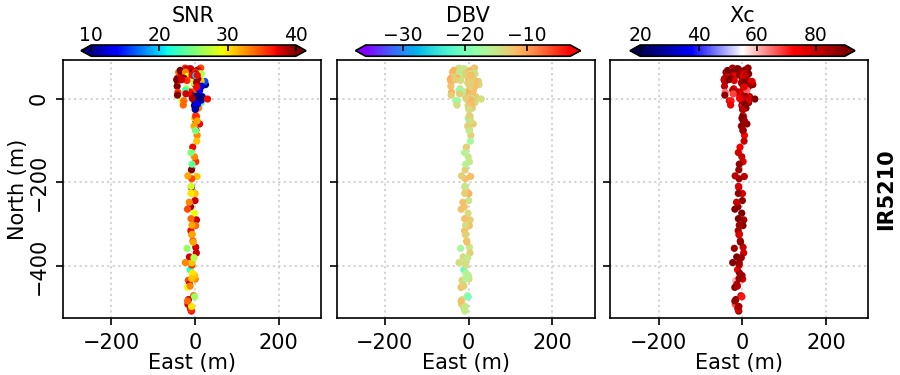 SNR DBV Xc
10 20 30 40 −30 −20 −10 20 40 60 80
North (m)
0
−200
−400
IR5210
−200 0 200 −200 0 200 −200 0 200
East (m) East (m) East (m)